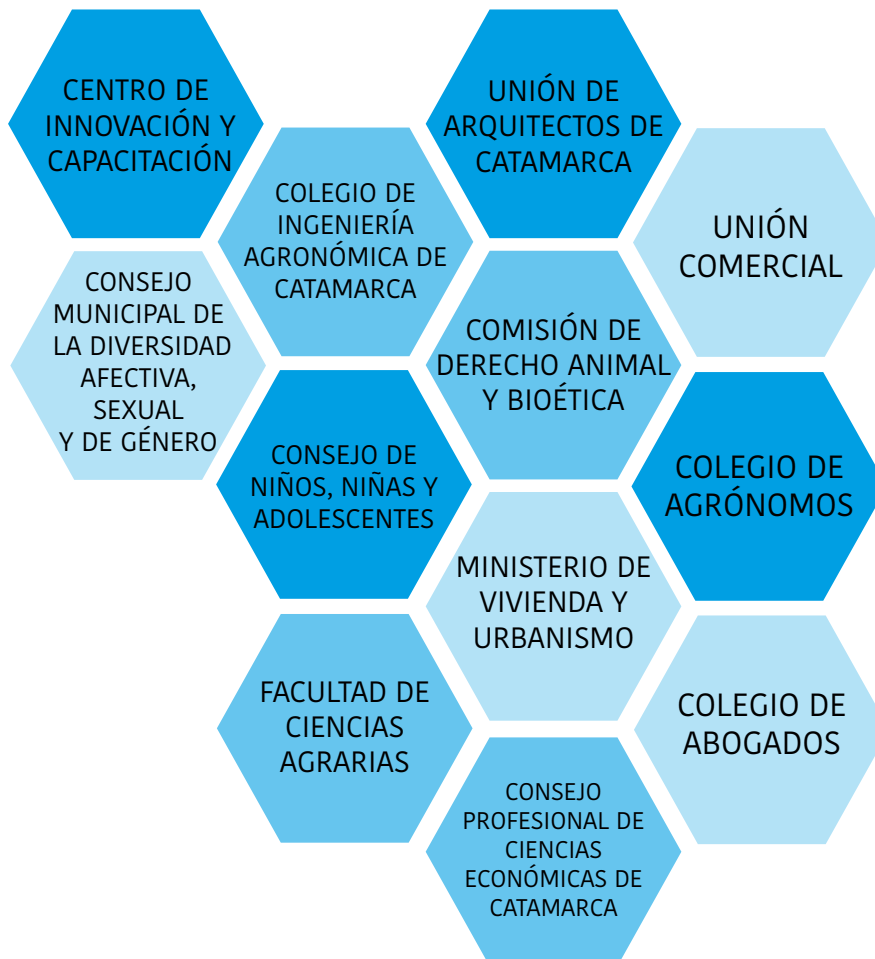 CENTRO DE
INNOVACIÓN Y
CAPACITACIÓN
UNIÓN DE
ARQUITECTOS DE
CATAMARCA
COLEGIO DE
INGENIERÍA
AGRONÓMICA DE
CATAMARCA
UNIÓN
COMERCIAL
CONSEJO
MUNICIPAL DE
LA DIVERSIDAD
AFECTIVA,
SEXUAL
Y DE GÉNERO
COMISIÓN DE
DERECHO ANIMAL
Y BIOÉTICA
CONSEJO DE
NIÑOS, NIÑAS Y
ADOLESCENTES
COLEGIO DE
AGRÓNOMOS
MINISTERIO DE
VIVIENDA Y
URBANISMO
FACULTAD DE
CIENCIAS
AGRARIAS
COLEGIO DE
ABOGADOS
CONSEJO
PROFESIONAL DE
CIENCIAS
ECONÓMICAS DE
CATAMARCA